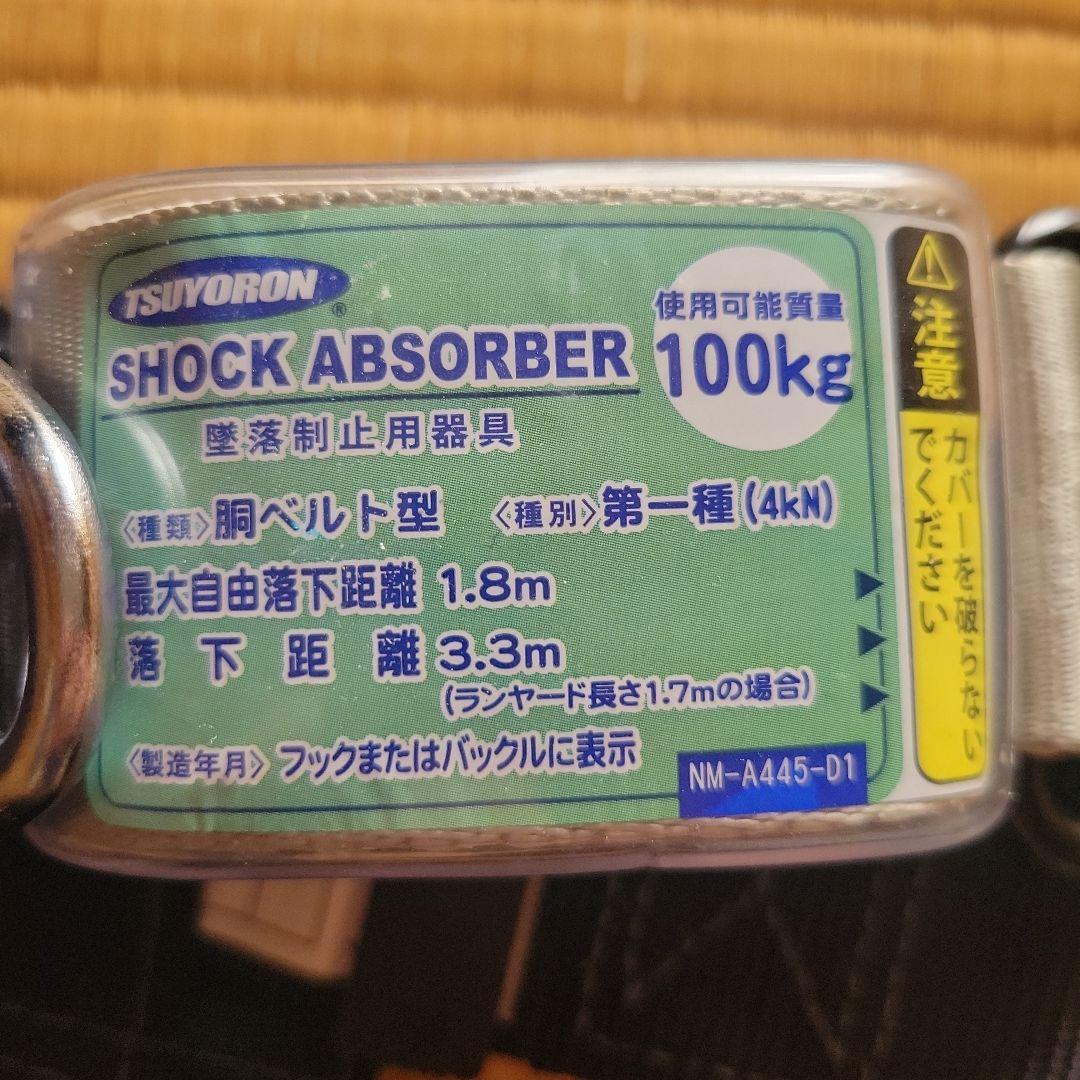 TSUYORON®
SHOCK ABSORBER
使用可能質量
100kg
墜落制止用器具
〈種類〉胴ベルト型 〈種別〉第一種(4kN)
最大自由落下距離 1.8m
落下距離 3.3m
(ランヤード長さ1.7mの場合)
〈製造年月〉フックまたはバックルに表示
NM-A445-D1
注意
カバーを破らない
でください